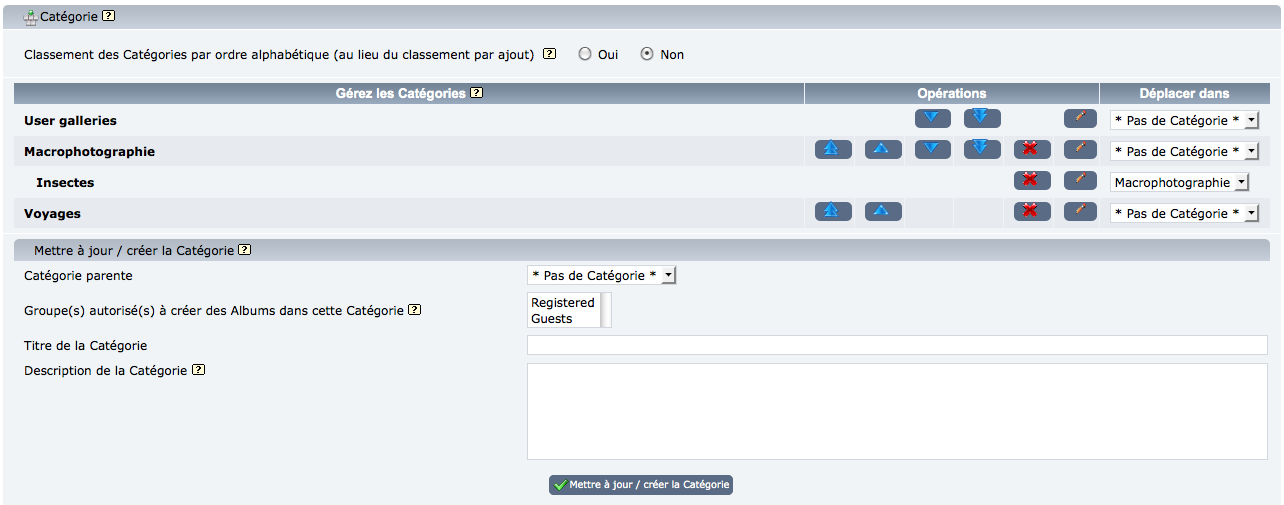 Catégorie ?
Classement des Catégories par ordre alphabétique (au lieu du classement par ajout) ? Oui Non
Gérez les Catégories ? Opérations Déplacer dans
User galleries * Pas de Catégorie *
Macrophotographie * Pas de Catégorie *
Insectes Macrophotographie
Voyages * Pas de Catégorie *
Mettre à jour / créer la Catégorie ?
Catégorie parente * Pas de Catégorie *
Groupe(s) autorisé(s) à créer des Albums dans cette Catégorie ? Registered
Guests
Titre de la Catégorie
Description de la Catégorie ?
Mettre à jour / créer la Catégorie